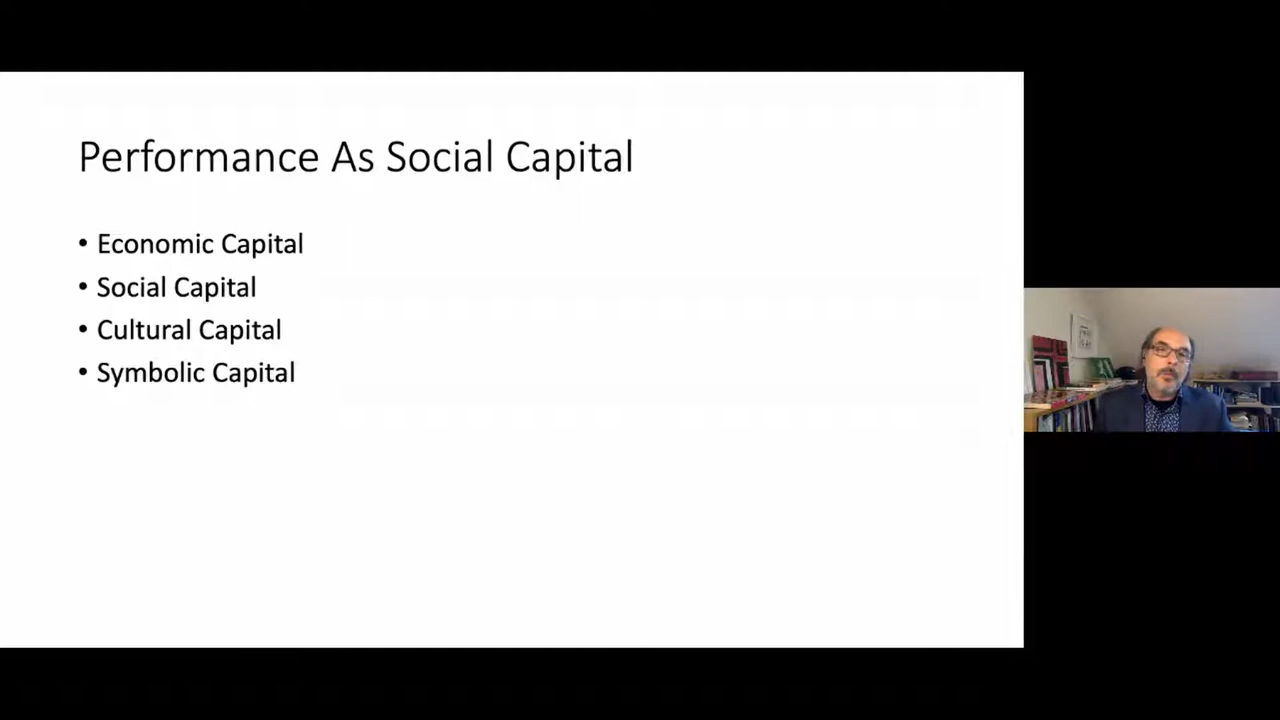 Performance As Social Capital
• Economic Capital
• Social Capital
• Cultural Capital
• Symbolic Capital